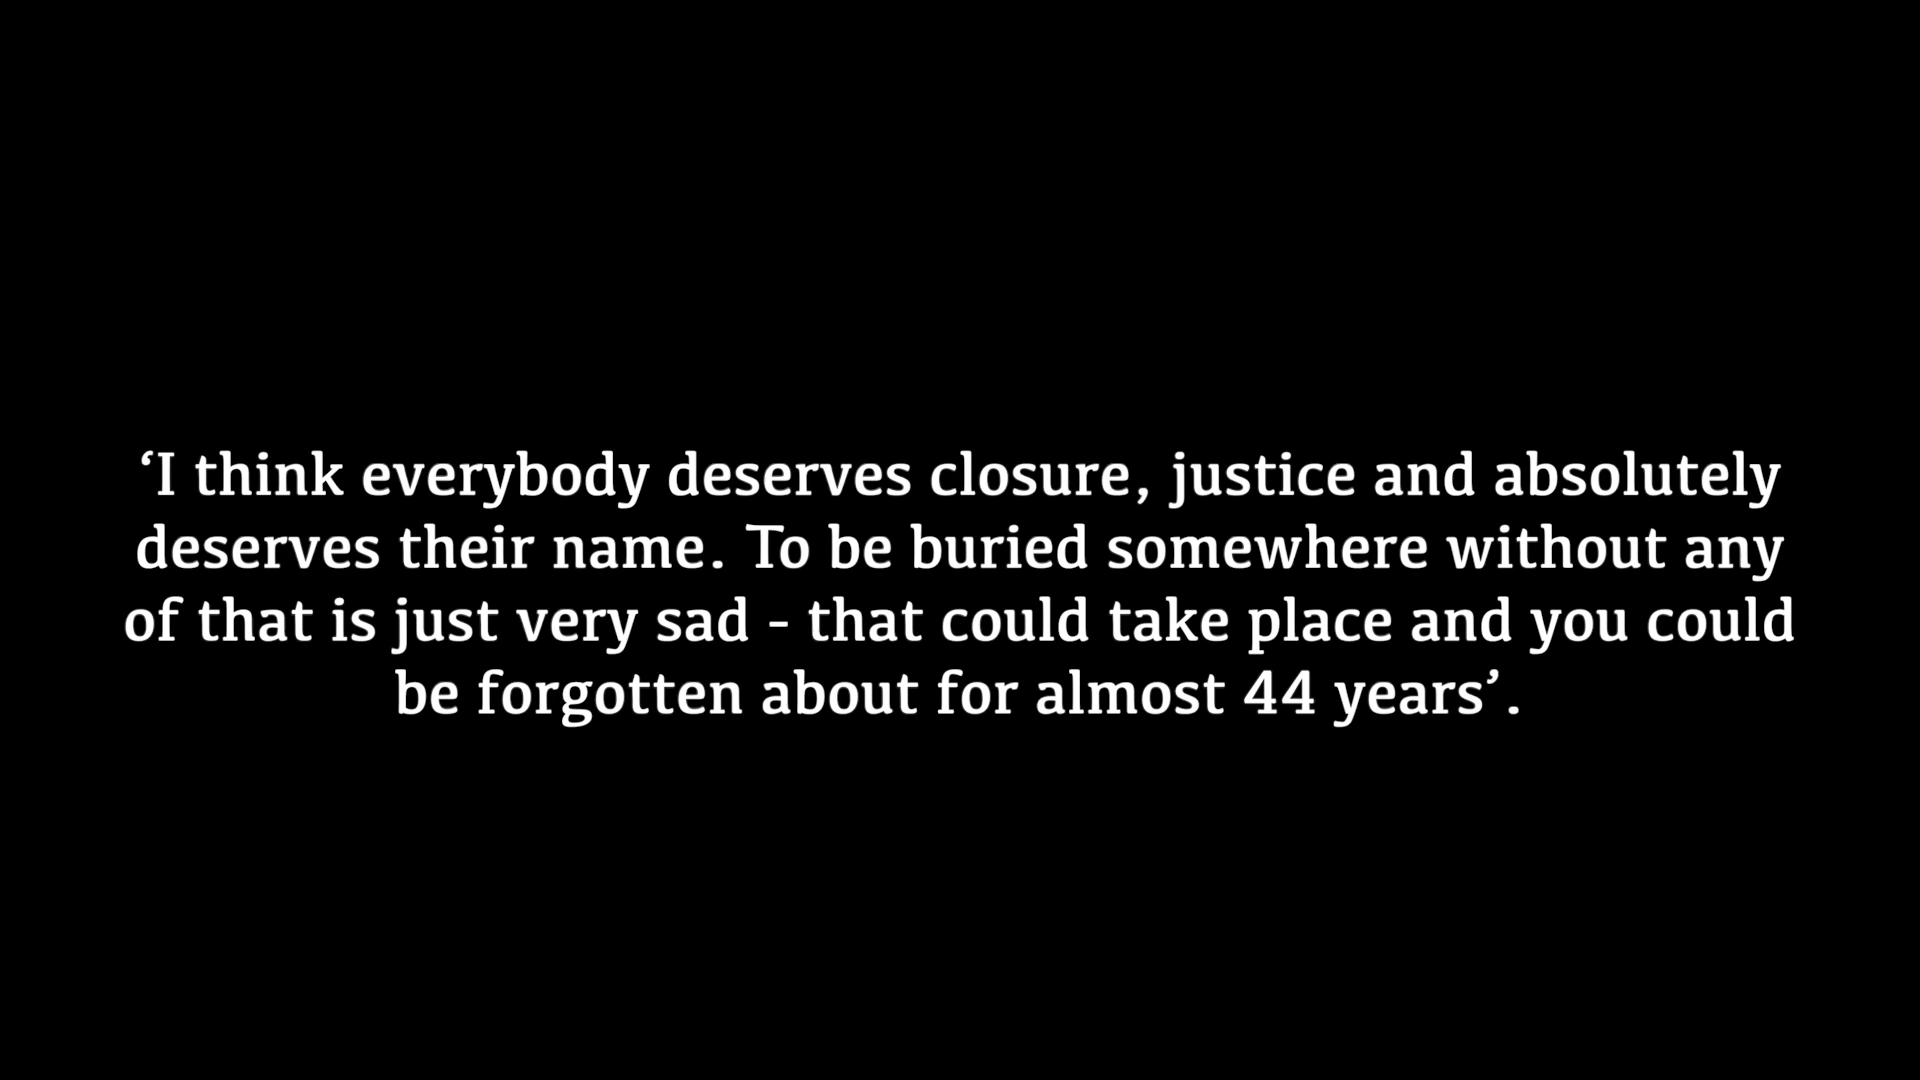 ‘I think everybody deserves closure, justice and absolutely
deserves their name. To be buried somewhere without any
of that is just very sad - that could take place and you could
be forgotten about for almost 44 years’.